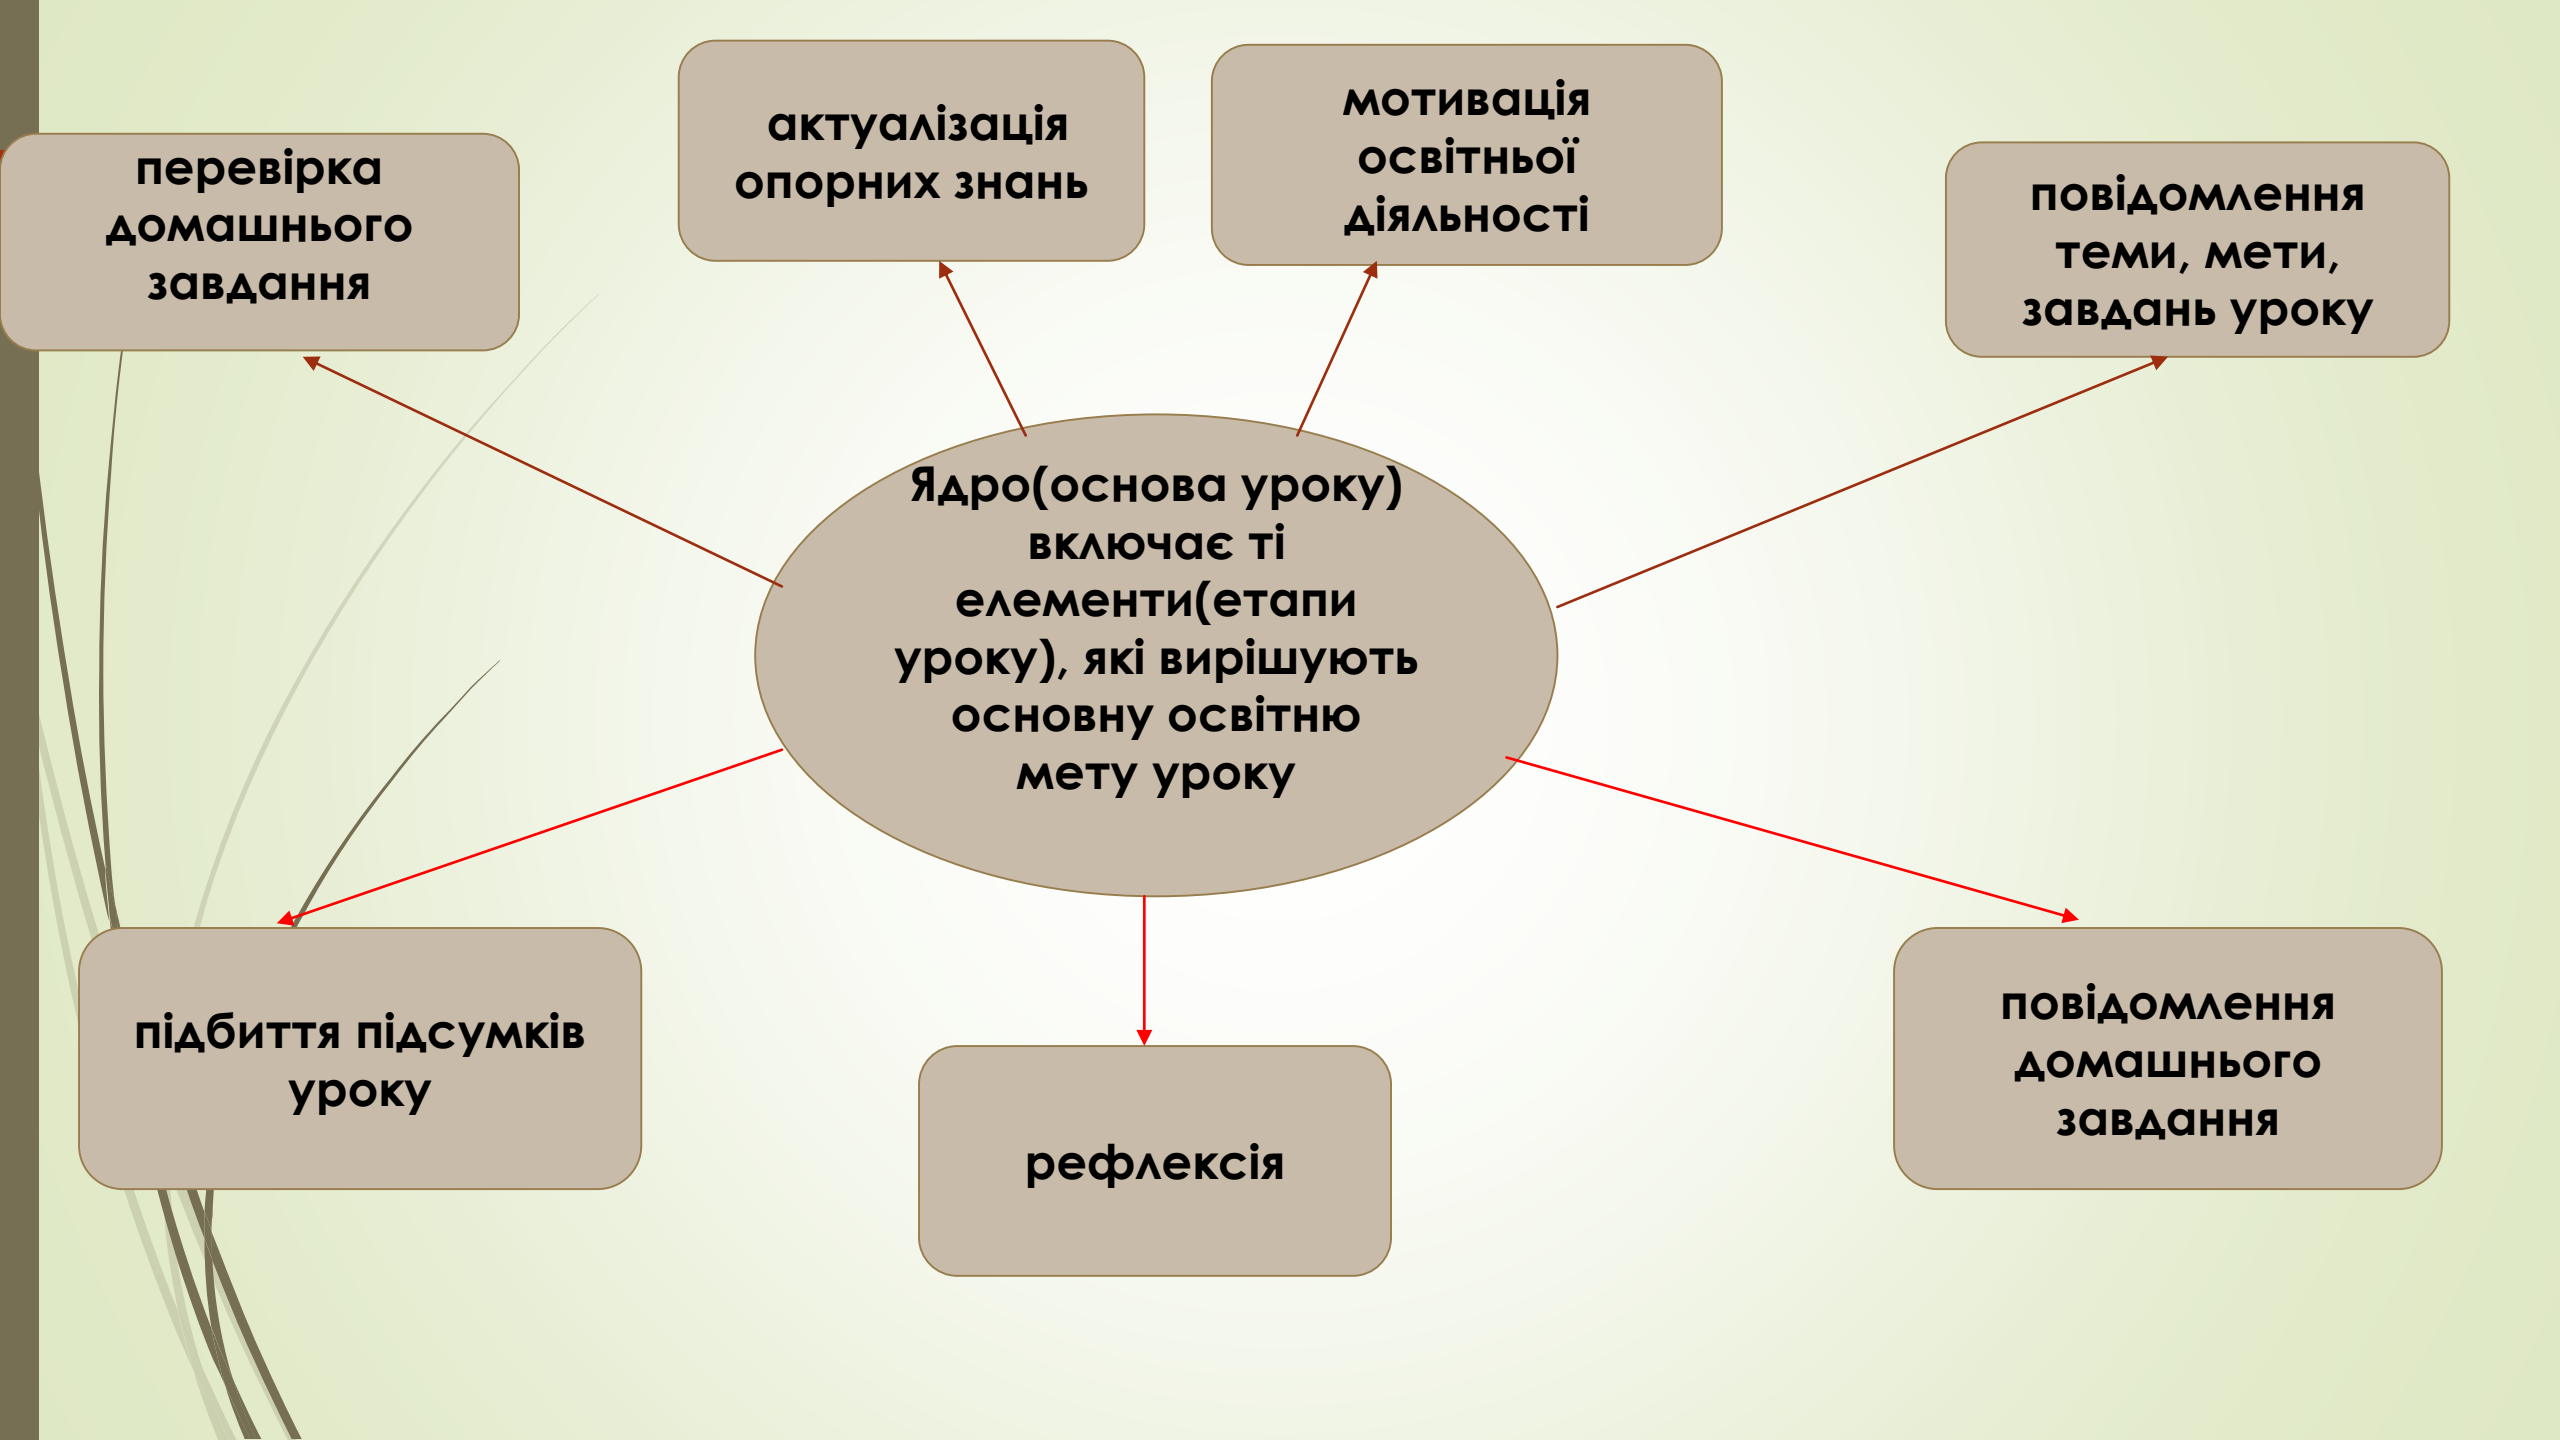 перевірка
домашнього
завдання
актуалізація
опорних знань
мотивація
освітньої
діяльності
повідомлення
теми, мети,
завдань уроку
Ядро(основа уроку)
включає ті
елементи(етапи
уроку), які вирішують
основну освітню
мету уроку
підбиття підсумків
уроку
рефлексія
повідомлення
домашнього
завдання